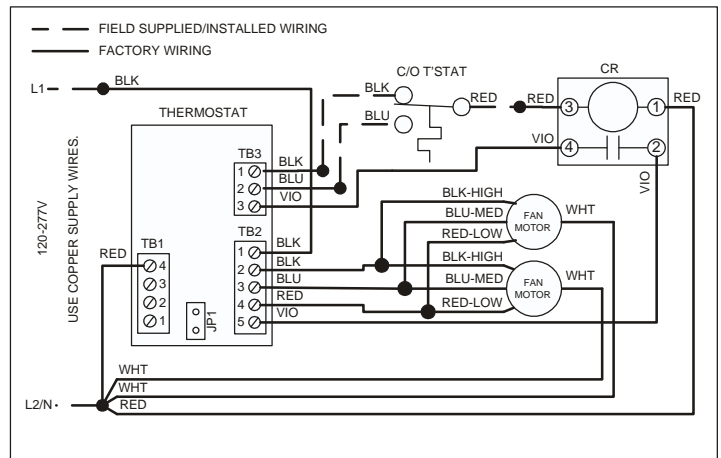 FIELD SUPPLIED/INSTALLED WIRING
FACTORY WIRING
L1
BLK
C/O T'STAT
CR
THERMOSTAT
BLK
RED
RED
3
1
RED
BLU
VIO
4
2
VIO
TB3
1
BLK
2
BLU
3
VIO
120-277V
USE COPPER SUPPLY WIRES.
TB2
1
BLK
2
BLK
3
BLU
4
RED
5
VIO
TB1
RED
4
3
2
1
JP1
BLK-HIGH
BLU-MED
RED-LOW
FAN
MOTOR
WHT
BLK-HIGH
BLU-MED
RED-LOW
FAN
MOTOR
WHT
WHT
WHT
L2/N
RED